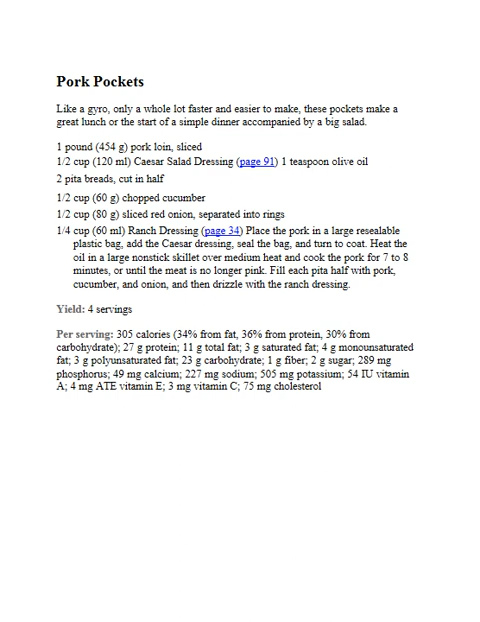 Pork Pockets
Like a gyro, only a whole lot faster and easier to make, these pockets make a
great lunch or the start of a simple dinner accompanied by a big salad.
1 pound (454 g) pork loin, sliced
1/2 cup (120 ml) Caesar Salad Dressing (page 91) 1 teaspoon olive oil
2 pita breads, cut in half
1/2 cup (60 g) chopped cucumber
1/2 cup (80 g) sliced red onion, separated into rings
1/4 cup (60 ml) Ranch Dressing (page 34) Place the pork in a large resealable
plastic bag, add the Caesar dressing, seal the bag, and turn to coat. Heat the
oil in a large nonstick skillet over medium heat and cook the pork for 7 to 8
minutes, or until the meat is no longer pink. Fill each pita half with pork,
cucumber, and onion, and then drizzle with the ranch dressing.
Yield: 4 servings
Per serving: 305 calories (34% from fat, 36% from protein, 30% from
carbohydrate); 27 g protein; 11 g total fat; 3 g saturated fat; 4 g monounsaturated
fat; 3 g polyunsaturated fat; 23 g carbohydrate; 1 g fiber; 2 g sugar; 289 mg
phosphorus; 49 mg calcium; 227 mg sodium; 505 mg potassium; 54 IU vitamin
A; 4 mg ATE vitamin E; 3 mg vitamin C; 75 mg cholesterol